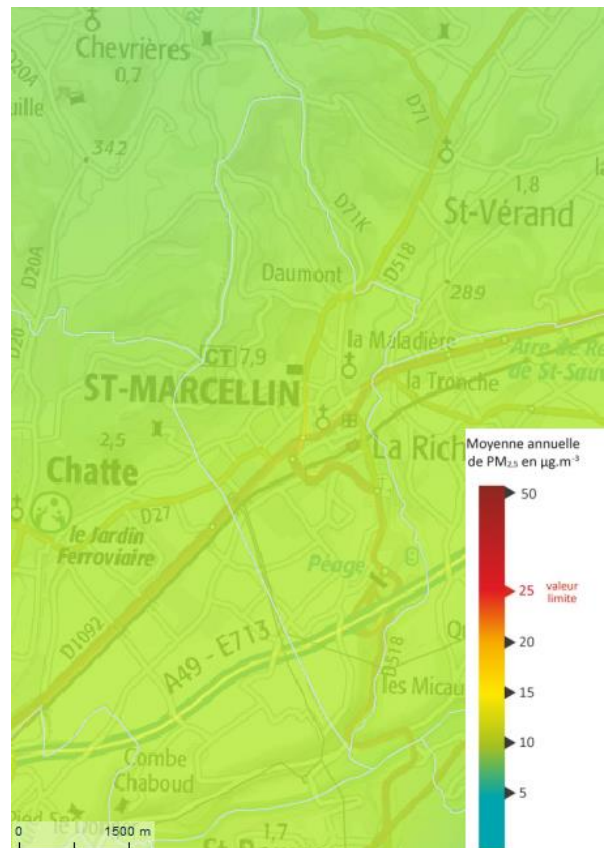 Chevrières
0,7
D20A
uille
342
D71
1,8
St-Vérand
D71K
D518
Daumont
289
D20A
D20
la Maladière
CT 7,9
ST-MARCELLIN
la Tronche
Arre de Re
de St-Sau
2,5
Chatte
La Rich
D27
le Jardin
Ferroviaire
Péage
D1092
A49 - E713
D518
les Micau
Combe
Chaboud
1,7
0 1500 m
Moyenne annuelle
de PM2,5 en µg.m-3
50
25 valeur
limite
20
15
10
5